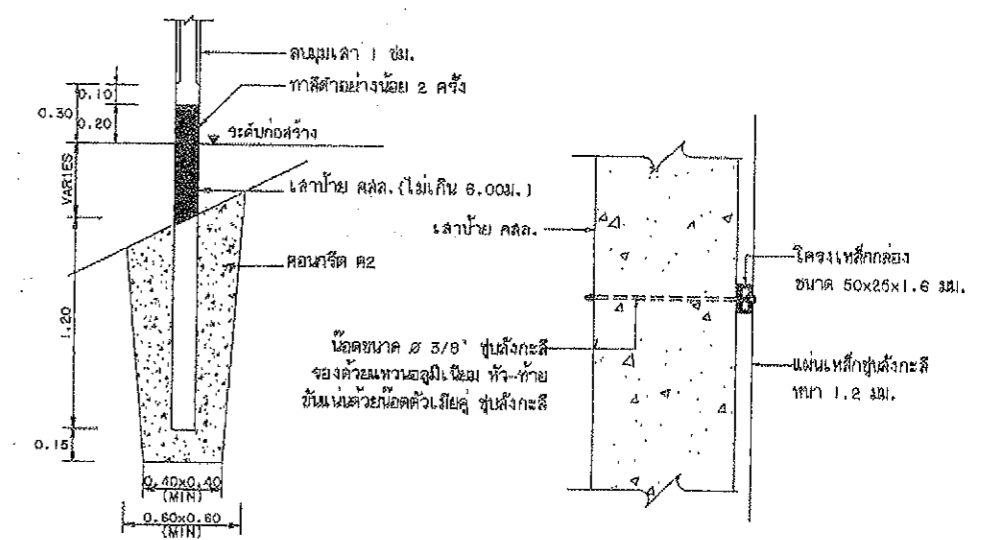 ลบมุมเสา 1 ซม.
ทาสีดำอย่างน้อย 2 ครั้ง
0.10
0.30
0.20
ระดับก่อสร้าง
VARIES
เสาป้าย คสล. (ไม่เกิน 6.00ม.)
คอนกรีต ค2
1.20
0.15
0.40x0.40
(MIN)
0.60x0.60
(MIN)
เสาป้าย คสล.
โครงเหล็กกล่อง
ขนาด 50x25x1.6 มม.
น๊อตขนาด Ø 3/8" ชุบสังกะสี
รองด้วยแหวนอลูมิเนียม หัว-ท้าย
ขันแน่นด้วยน๊อตตัวเมียคู่ ชุบสังกะสี
แผ่นเหล็กชุบสังกะสี
หนา 1.2 มม.